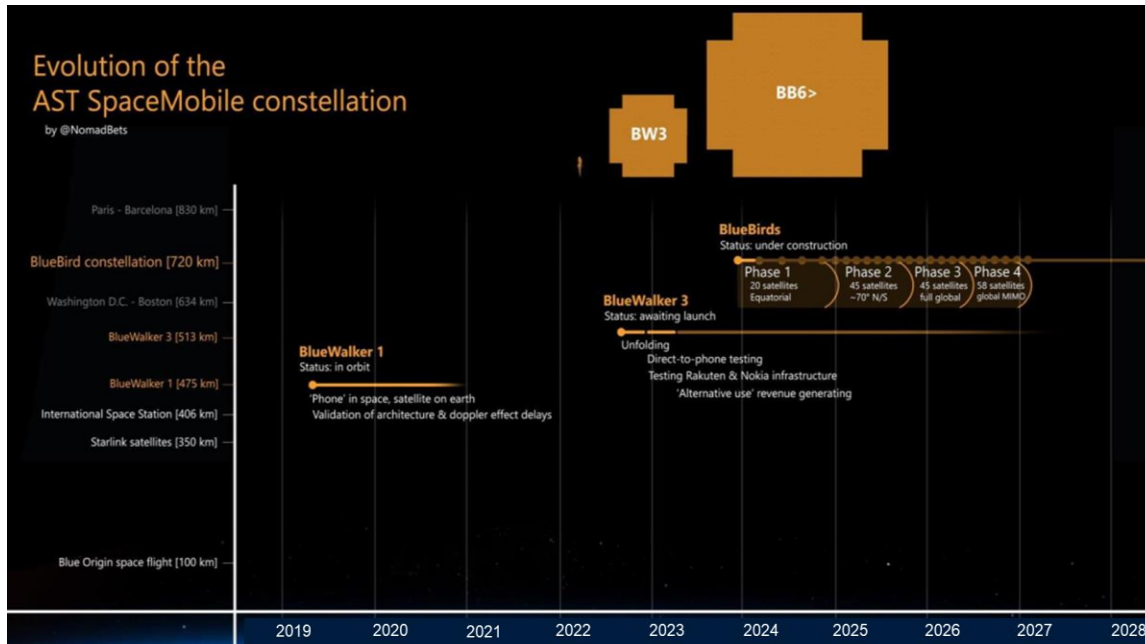 Evolution of the
AST SpaceMobile constellation
by @NomadBets
BW3
BB6>
Paris - Barcelona [830 km]
BlueBird constellation [720 km]
Washington D.C. - Boston [634 km]
BlueWalker 3 [513 km]
BlueWalker 1 [475 km]
International Space Station [406 km]
Starlink satellites [350 km]
Blue Origin space flight [100 km]
BlueWalker 1
Status: in orbit
'Phone' in space, satellite on earth
Validation of architecture & doppler effect delays
BlueWalker 3
Status: awaiting launch
Unfolding
Direct-to-phone testing
Testing Rakuten & Nokia infrastructure
'Alternative use' revenue generating
BlueBirds
Status: under construction
Phase 1
20 satellites
Equatorial
Phase 2
45 satellites
~70° N/S
Phase 3
45 satellites
full global
Phase 4
58 satellites
global MIMO
2019 2020 2021 2022 2023 2024 2025 2026 2027 2028